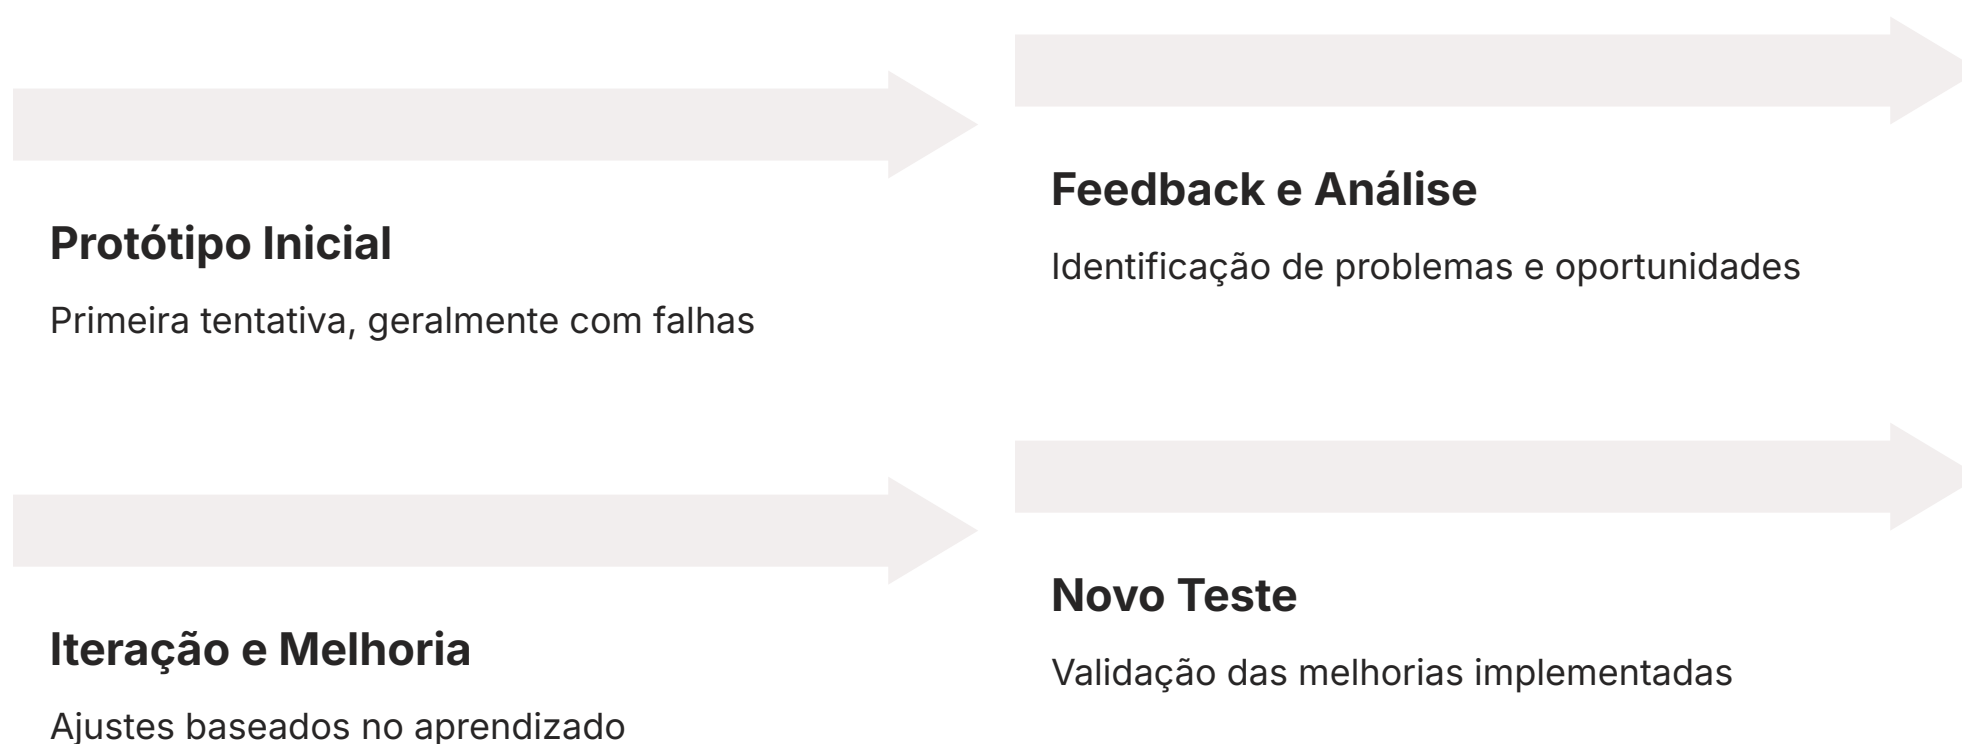 Protótipo Inicial
Primeira tentativa, geralmente com falhas
Feedback e Análise
Identificação de problemas e oportunidades
Iteração e Melhoria
Ajustes baseados no aprendizado
Novo Teste
Validação das melhorias implementadas